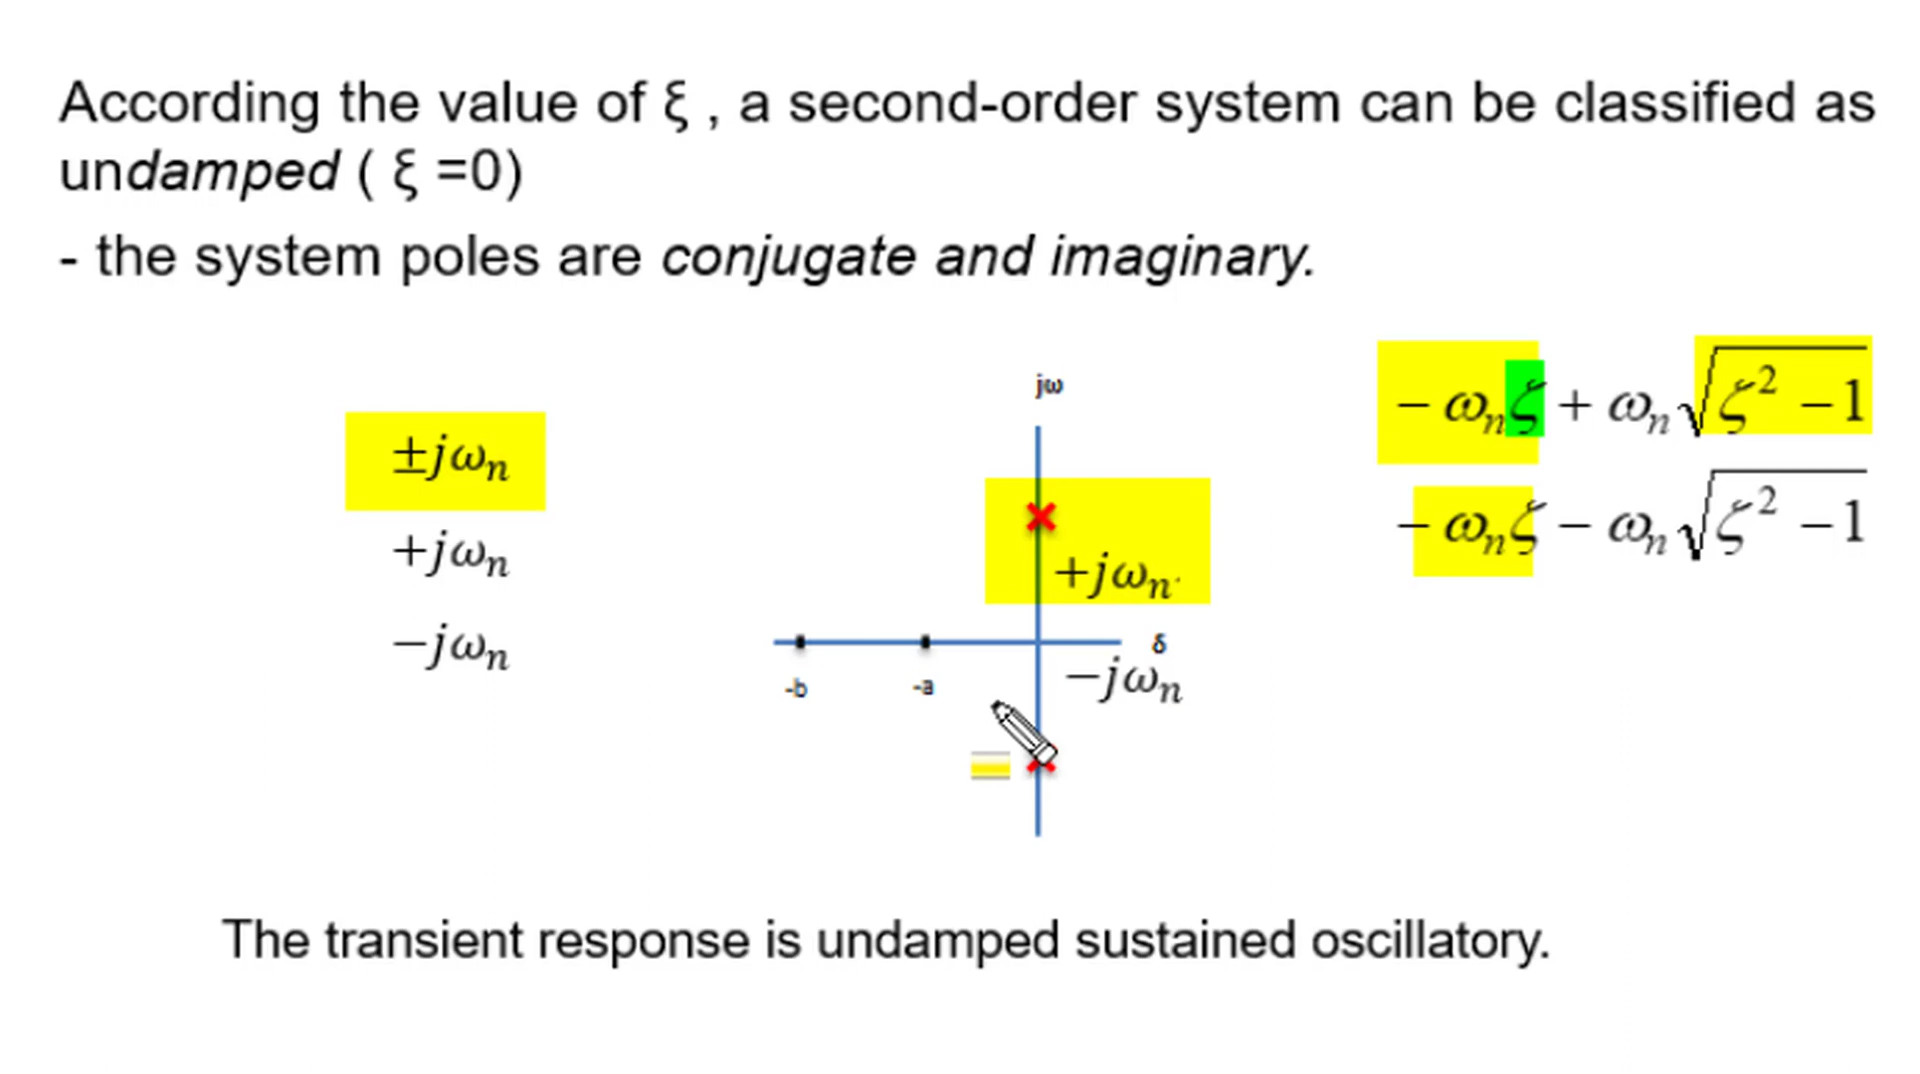 According the value of ξ , a second-order system can be classified as
undamped ( ξ =0)
- the system poles are conjugate and imaginary.
±jωₙ
+jωₙ
−jωₙ
jω
+jωₙ
δ
−jωₙ
-b
-a
− ωₙζ + ωₙ√ζ² −1
− ωₙζ − ωₙ√ζ² −1
The transient response is undamped sustained oscillatory.